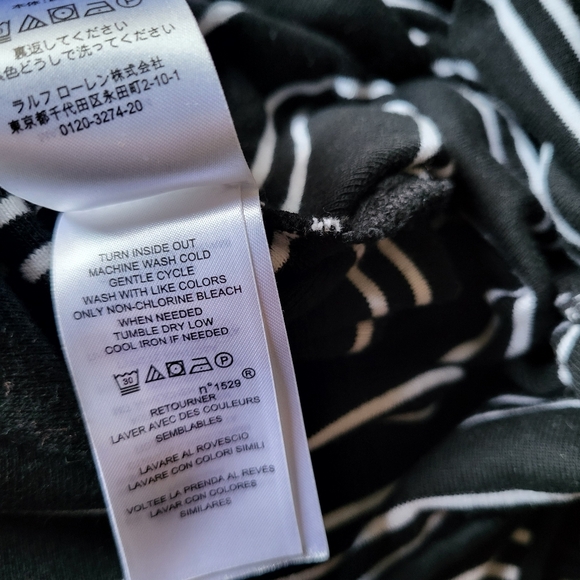 裏返してください
色どうしで洗ってください
ラルフ ローレン株式会社
東京都千代田区永田町2-10-1
0120-3274-20
TURN INSIDE OUT
MACHINE WASH COLD
GENTLE CYCLE
WASH WITH LIKE COLORS
ONLY NON-CHLORINE BLEACH
WHEN NEEDED
TUMBLE DRY LOW
COOL IRON IF NEEDED
30 P ®
n°1529
RETOURNER
LAVER AVEC DES COULEURS
SEMBLABLES
LAVARE AL ROVESCIO
LAVARE CON COLORI SIMILI
VOLTEE LA PRENDA AL REVES
LAVAR CON COLORES
SIMILARES